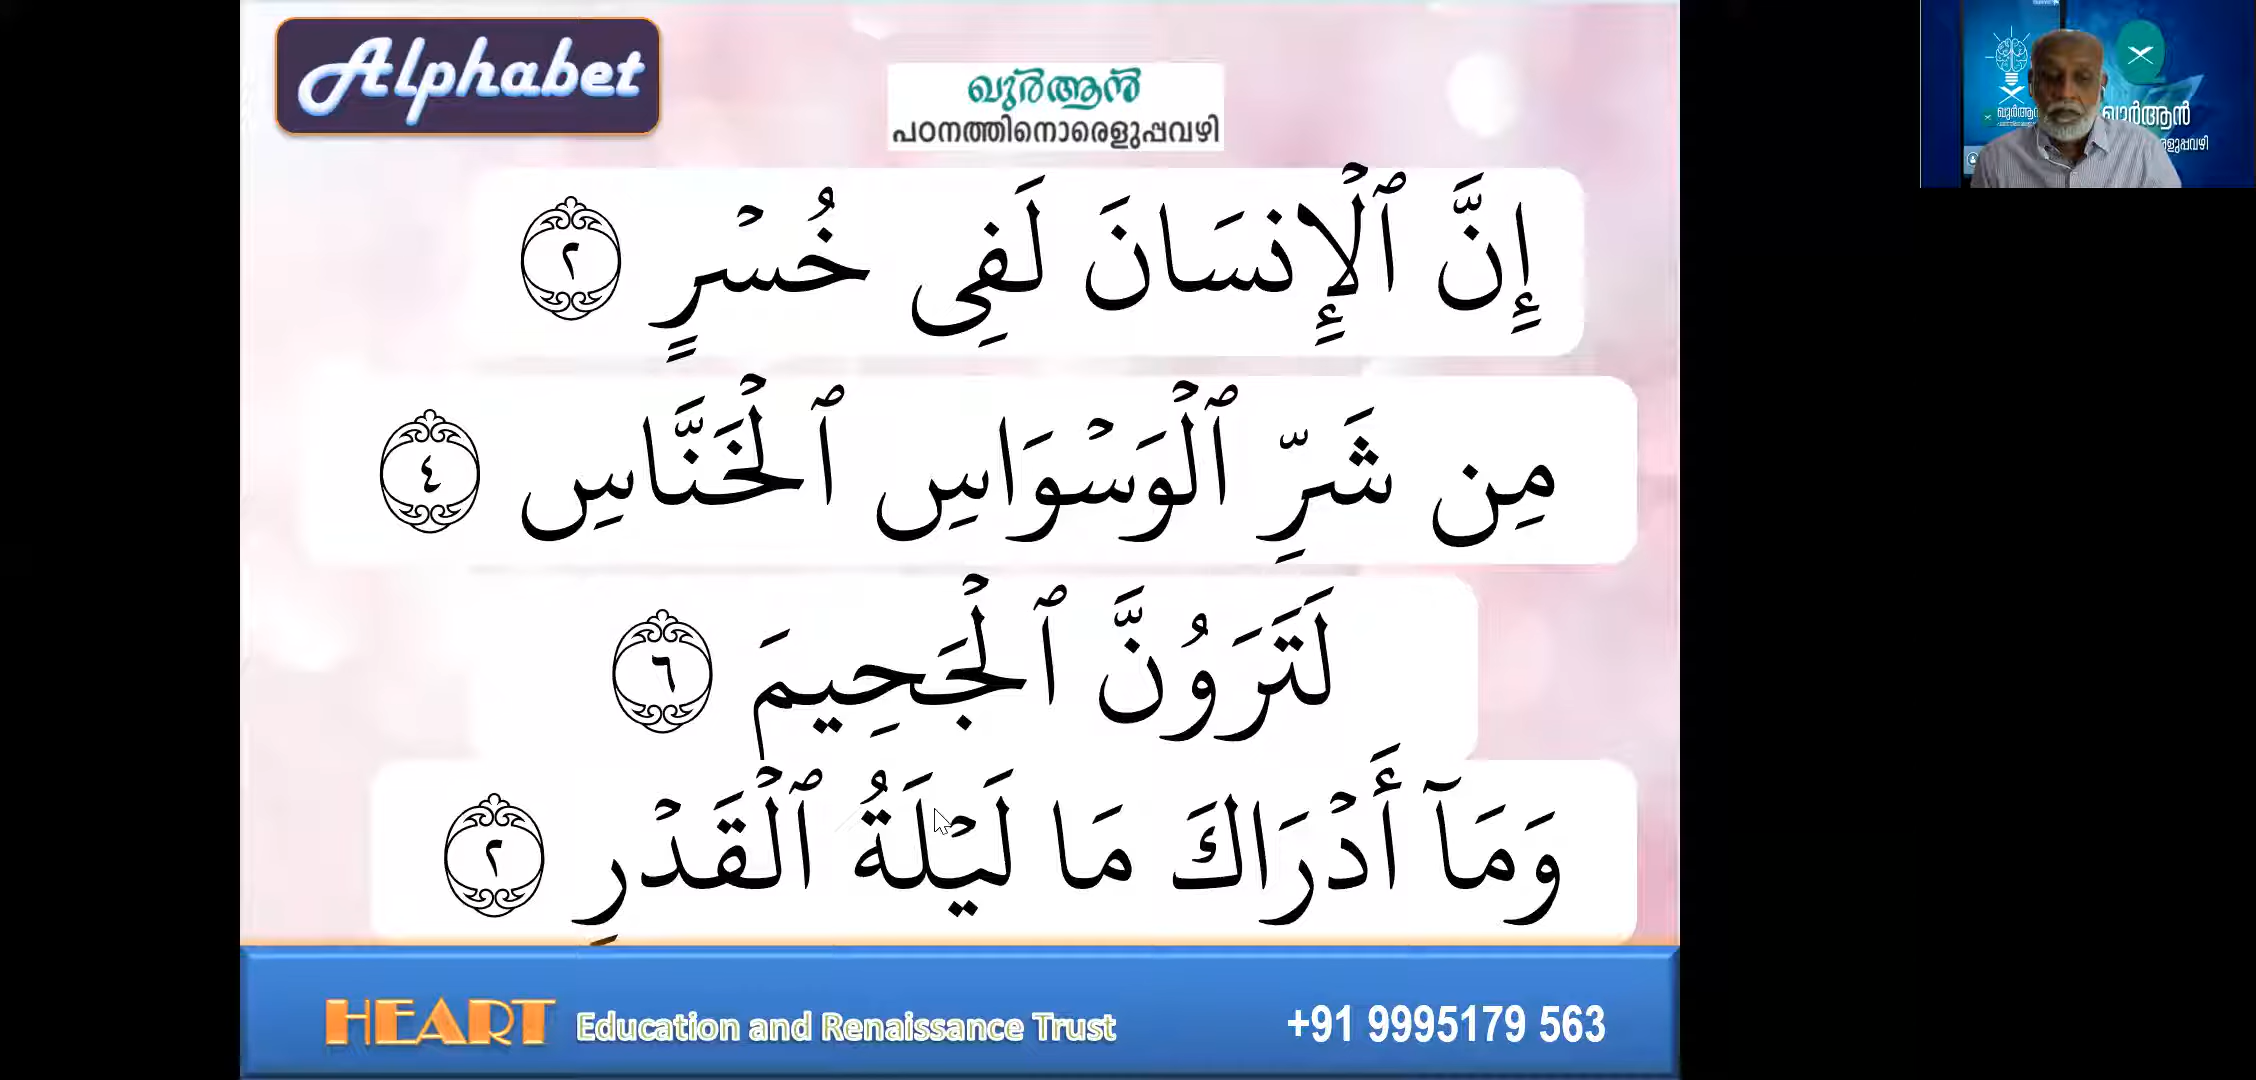 Alphabet
ഖുർആൻ
പഠനത്തിനൊരെളുപ്പവഴി
إِنَّ ٱلْإِنسَانَ لَفِى خُسْرٍ ٢
مِن شَرِّ ٱلْوَسْوَاسِ ٱلْخَنَّاسِ ٤
لَتَرَوُنَّ ٱلْجَحِيمَ ٦
وَمَآ أَدْرَاكَ مَا لَيْلَةُ ٱلْقَدْرِ ٢
HEART Education and Renaissance Trust +91 9995179 563